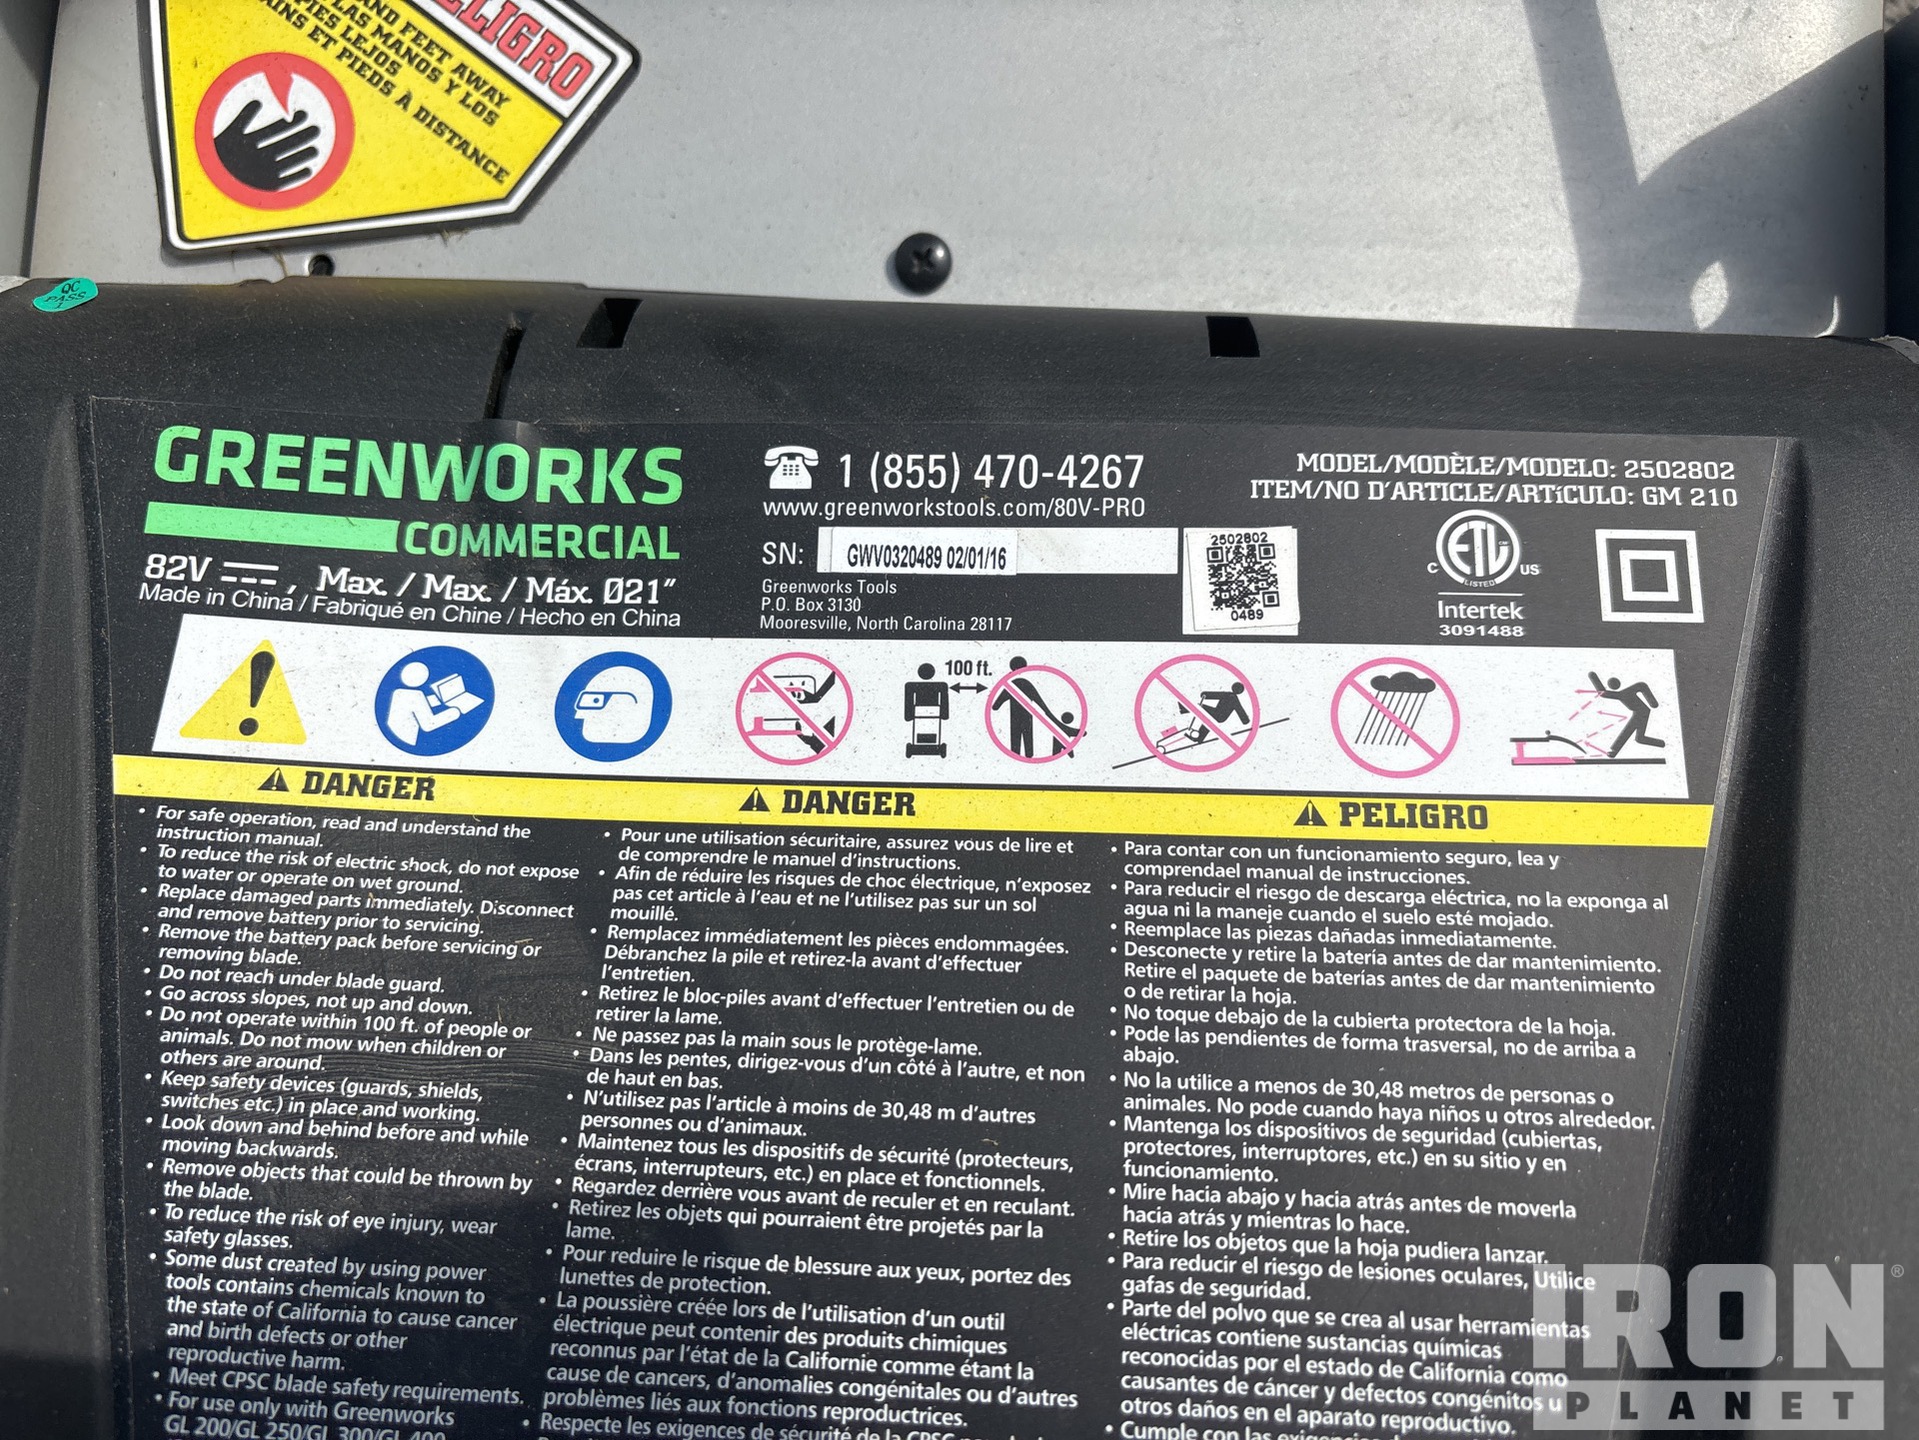 PELIGRO
AND FEET AWAY
LAS MANOS Y LOS
PIES LEJOS
MAINS ET PIEDS À DISTANCE
QC
PASS
GREENWORKS
COMMERCIAL
82V ⎓, Max. / Max. / Máx. Ø21"
Made in China / Fabriqué en Chine / Hecho en China
1 (855) 470-4267
www.greenworkstools.com/80V-PRO
SN: GWV0320489 02/01/16
Greenworks Tools
P.O. Box 3130
Mooresville, North Carolina 28117
2502802
0489
MODEL/MODÈLE/MODELO: 2502802
ITEM/NO D'ARTICLE/ARTíCULO: GM 210
C ETL CM US
LISTED
Intertek
3091488
100 ft.
DANGER
• For safe operation, read and understand the
instruction manual.
• To reduce the risk of electric shock, do not expose
to water or operate on wet ground.
• Replace damaged parts immediately. Disconnect
and remove battery prior to servicing.
• Remove the battery pack before servicing or
removing blade.
• Do not reach under blade guard.
• Go across slopes, not up and down.
• Do not operate within 100 ft. of people or
animals. Do not mow when children or
others are around.
• Keep safety devices (guards, shields,
switches etc.) in place and working.
• Look down and behind before and while
moving backwards.
• Remove objects that could be thrown by
the blade.
• To reduce the risk of eye injury, wear
safety glasses.
• Some dust created by using power
tools contains chemicals known to
the state of California to cause cancer
and birth defects or other
reproductive harm.
• Meet CPSC blade safety requirements.
• For use only with Greenworks
GL 200/GL 250/GL 300/GL 400
DANGER
• Pour une utilisation sécuritaire, assurez vous de lire et
de comprendre le manuel d'instructions.
• Afin de réduire les risques de choc électrique, n'exposez
pas cet article à l'eau et ne l'utilisez pas sur un sol
mouillé.
• Remplacez immédiatement les pièces endommagées.
Débranchez la pile et retirez-la avant d'effectuer
l'entretien.
• Retirez le bloc-piles avant d'effectuer l'entretien ou de
retirer la lame.
• Ne passez pas la main sous le protège-lame.
• Dans les pentes, dirigez-vous d'un côté à l'autre, et non
de haut en bas.
• N'utilisez pas l'article à moins de 30,48 m d'autres
personnes ou d'animaux.
• Maintenez tous les dispositifs de sécurité (protecteurs,
écrans, interrupteurs, etc.) en place et fonctionnels.
• Regardez derrière vous avant de reculer et en reculant.
• Retirez les objets qui pourraient être projetés par la
lame.
• Pour reduire le risque de blessure aux yeux, portez des
lunettes de protection.
• La poussière créée lors de l'utilisation d'un outil
électrique peut contenir des produits chimiques
reconnus par l'état de la Californie comme étant la
cause de cancers, d'anomalies congénitales ou d'autres
problèmes liés aux fonctions reproductrices.
• Respecte les exigences de sécurité de la CPSC
PELIGRO
• Para contar con un funcionamiento seguro, lea y
comprendael manual de instrucciones.
• Para reducir el riesgo de descarga eléctrica, no la exponga al
agua ni la maneje cuando el suelo esté mojado.
• Reemplace las piezas dañadas inmediatamente.
• Desconecte y retire la batería antes de dar mantenimiento.
Retire el paquete de baterías antes de dar mantenimiento
o de retirar la hoja.
• No toque debajo de la cubierta protectora de la hoja.
• Pode las pendientes de forma trasversal, no de arriba a
abajo.
• No la utilice a menos de 30,48 metros de personas o
animales. No pode cuando haya niños u otros alrededor.
• Mantenga los dispositivos de seguridad (cubiertas,
protectores, interruptores, etc.) en su sitio y en
funcionamiento.
• Mire hacia abajo y hacia atrás antes de moverla
hacia atrás y mientras lo hace.
• Retire los objetos que la hoja pudiera lanzar.
• Para reducir el riesgo de lesiones oculares, Utilice
gafas de seguridad.
• Parte del polvo que se crea al usar herramientas
eléctricas contiene sustancias químicas
reconocidas por el estado de California como
causantes de cáncer y defectos congénitos u
otros daños en el aparato reproductivo.
• Cumple con las
IRON
PLANET
®